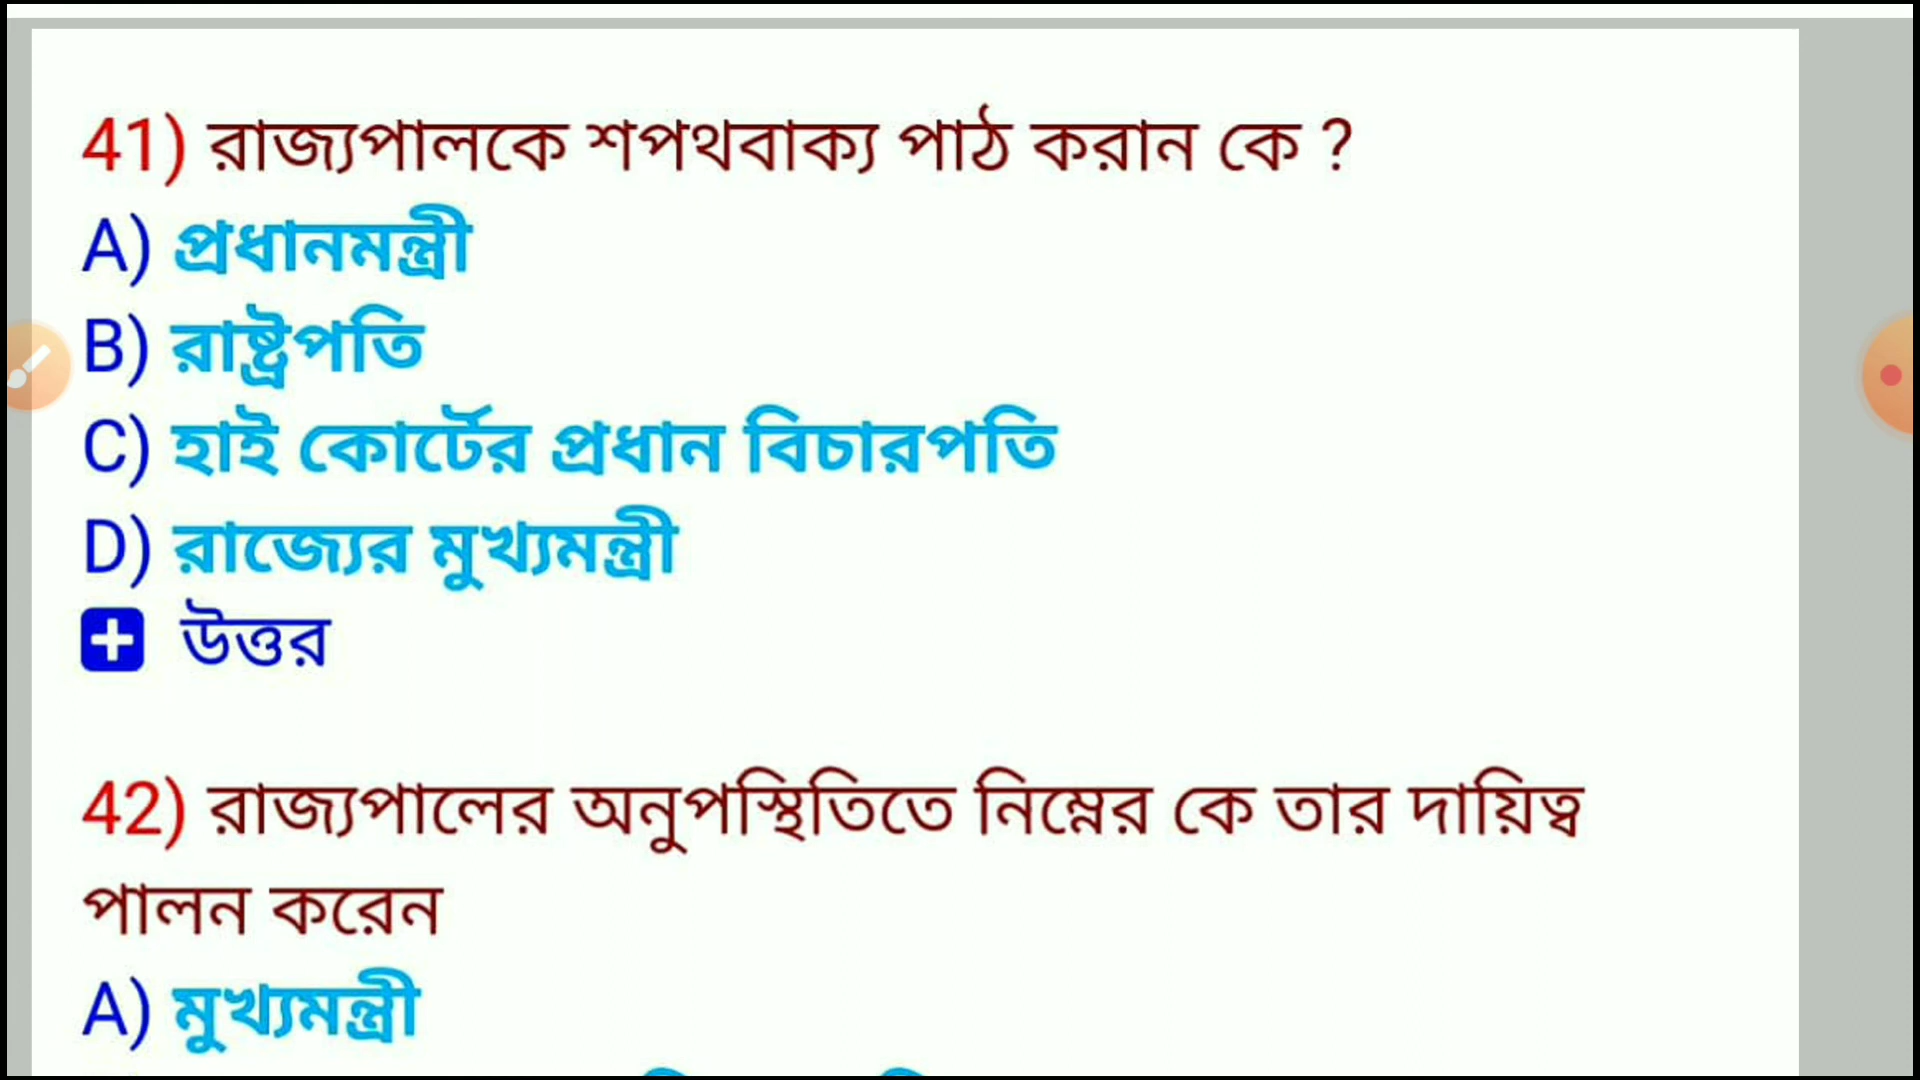 41) রাজ্যপালকে শপথবাক্য পাঠ করান কে ?
A) প্রধানমন্ত্রী
B) রাষ্ট্রপতি
C) হাই কোর্টের প্রধান বিচারপতি
D) রাজ্যের মুখ্যমন্ত্রী
উত্তর
42) রাজ্যপালের অনুপস্থিতিতে নিম্নের কে তার দায়িত্ব
পালন করেন
A) মুখ্যমন্ত্রী